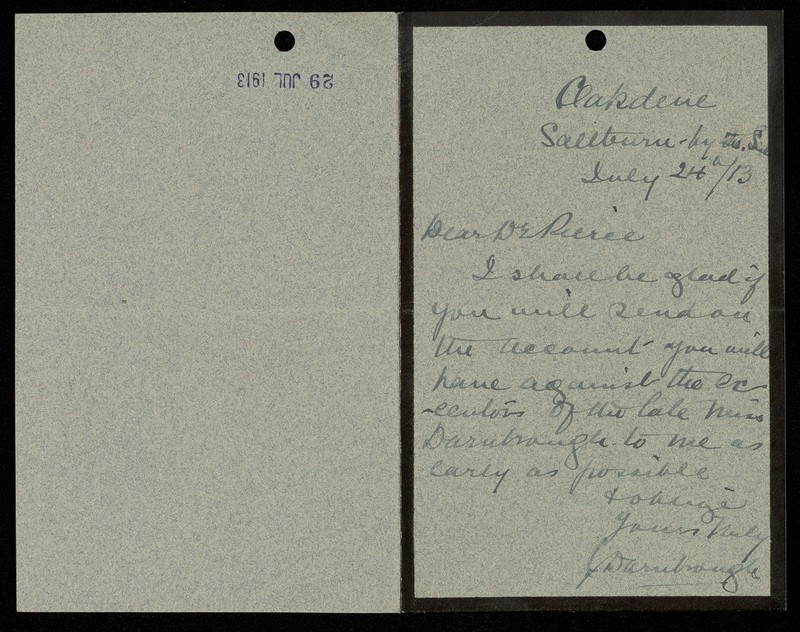 29 JUL 1913
Oakdene
Saltburn-by the. Sea
July 24th/13
Dear Dr Pierce
I shall be glad if
you will send on
the account you will
have against the ex
-ecutors of the late Miss
Darnbrough to me as
early as possible
& oblige
Yours truly
Darnbrough